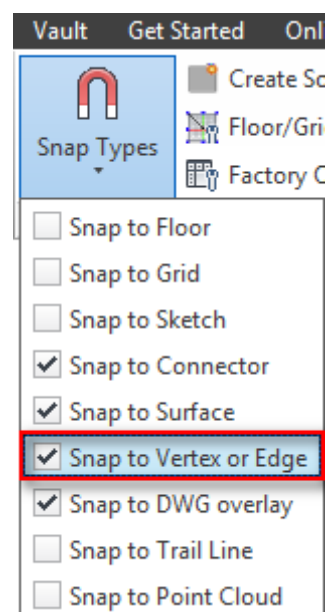 Vault Get Started Onl
Snap Types
Create Sc
Floor/Gri
Factory C
Snap to Floor
Snap to Grid
Snap to Sketch
Snap to Connector
Snap to Surface
Snap to Vertex or Edge
Snap to DWG overlay
Snap to Trail Line
Snap to Point Cloud